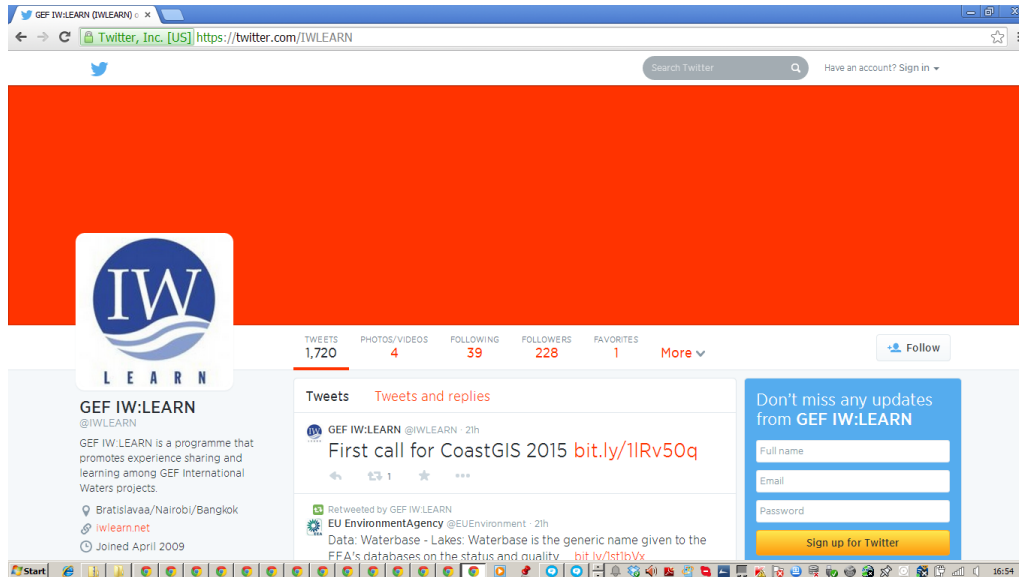 GEF IW:LEARN (IWLEARN) o
Twitter, Inc. [US] https://twitter.com/IWLEARN
Search Twitter
Have an account? Sign in
IW
LEARN
TWEETS
1,720
PHOTOS/VIDEOS
4
FOLLOWING
39
FOLLOWERS
228
FAVORITES
1
More
Follow
GEF IW:LEARN
@IWLEARN
GEF IW:LEARN is a programme that
promotes experience sharing and
learning among GEF International
Waters projects.
Bratislavaa/Nairobi/Bangkok
iwlearn.net
Joined April 2009
Tweets Tweets and replies
GEF IW:LEARN @IWLEARN · 21h
First call for CoastGIS 2015 bit.ly/1lRv50q
1
Retweeted by GEF IW:LEARN
EU EnvironmentAgency @EUEnvironment · 21h
Data: Waterbase - Lakes: Waterbase is the generic name given to the
EEA's databases on the status and quality... bit.ly/1st1bVx
Don't miss any updates
from GEF IW:LEARN
Full name
Email
Password
Sign up for Twitter
Start
16:54